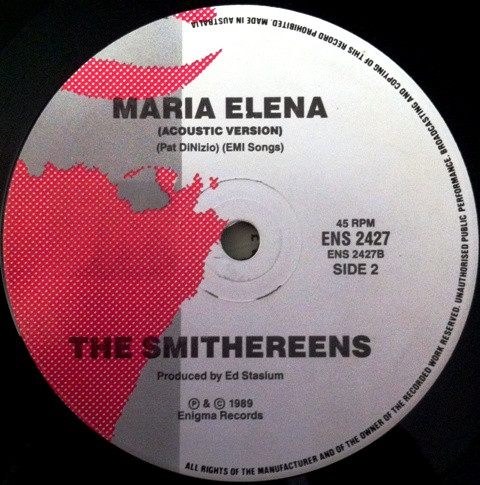 MARIA ELENA
(ACOUSTIC VERSION)
(Pat DiNizio) (EMI Songs)
45 RPM
ENS 2427
ENS 2427B
SIDE 2
THE SMITHEREENS
Produced by Ed Stasium
Ⓟ & © 1989
Enigma Records
ALL RIGHTS OF THE MANUFACTURER AND OF THE OWNER OF THE RECORDED WORK RESERVED. UNAUTHORISED PUBLIC PERFORMANCE, BROADCASTING AND COPYING OF THIS RECORD PROHIBITED. MADE IN AUSTRALIA